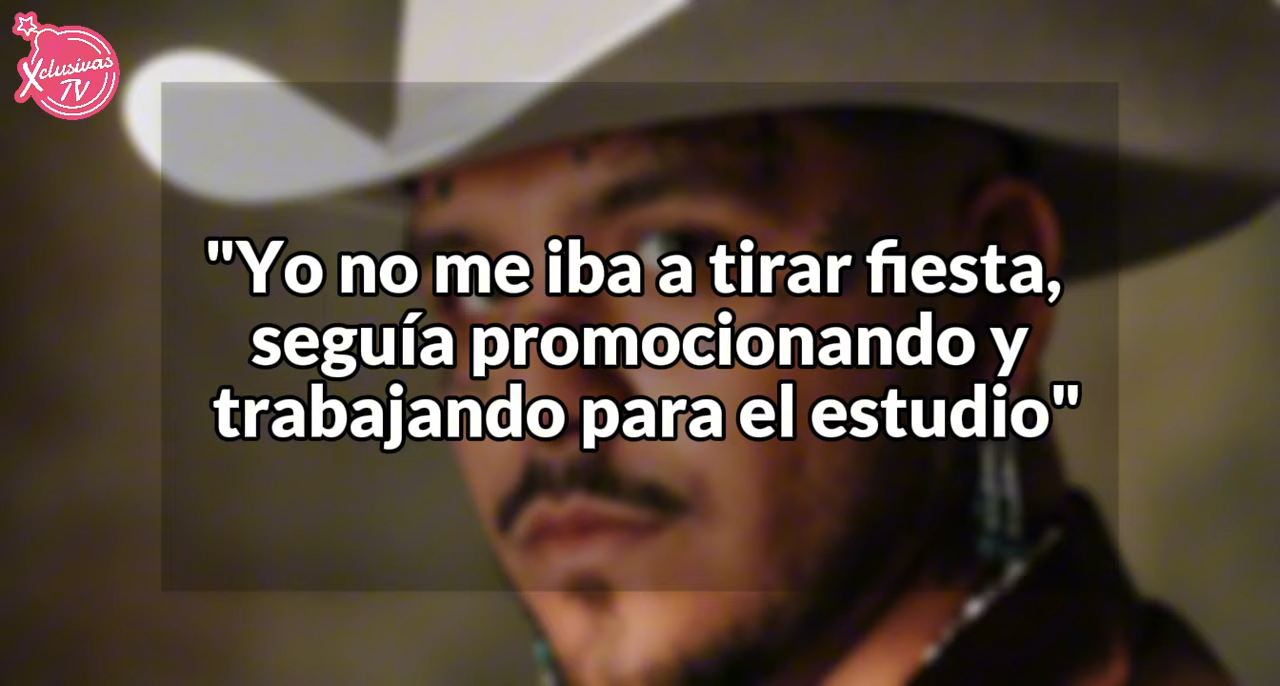 Xclusivas
TV
"Yo no me iba a tirar fiesta,
seguía promocionando y
trabajando para el estudio"